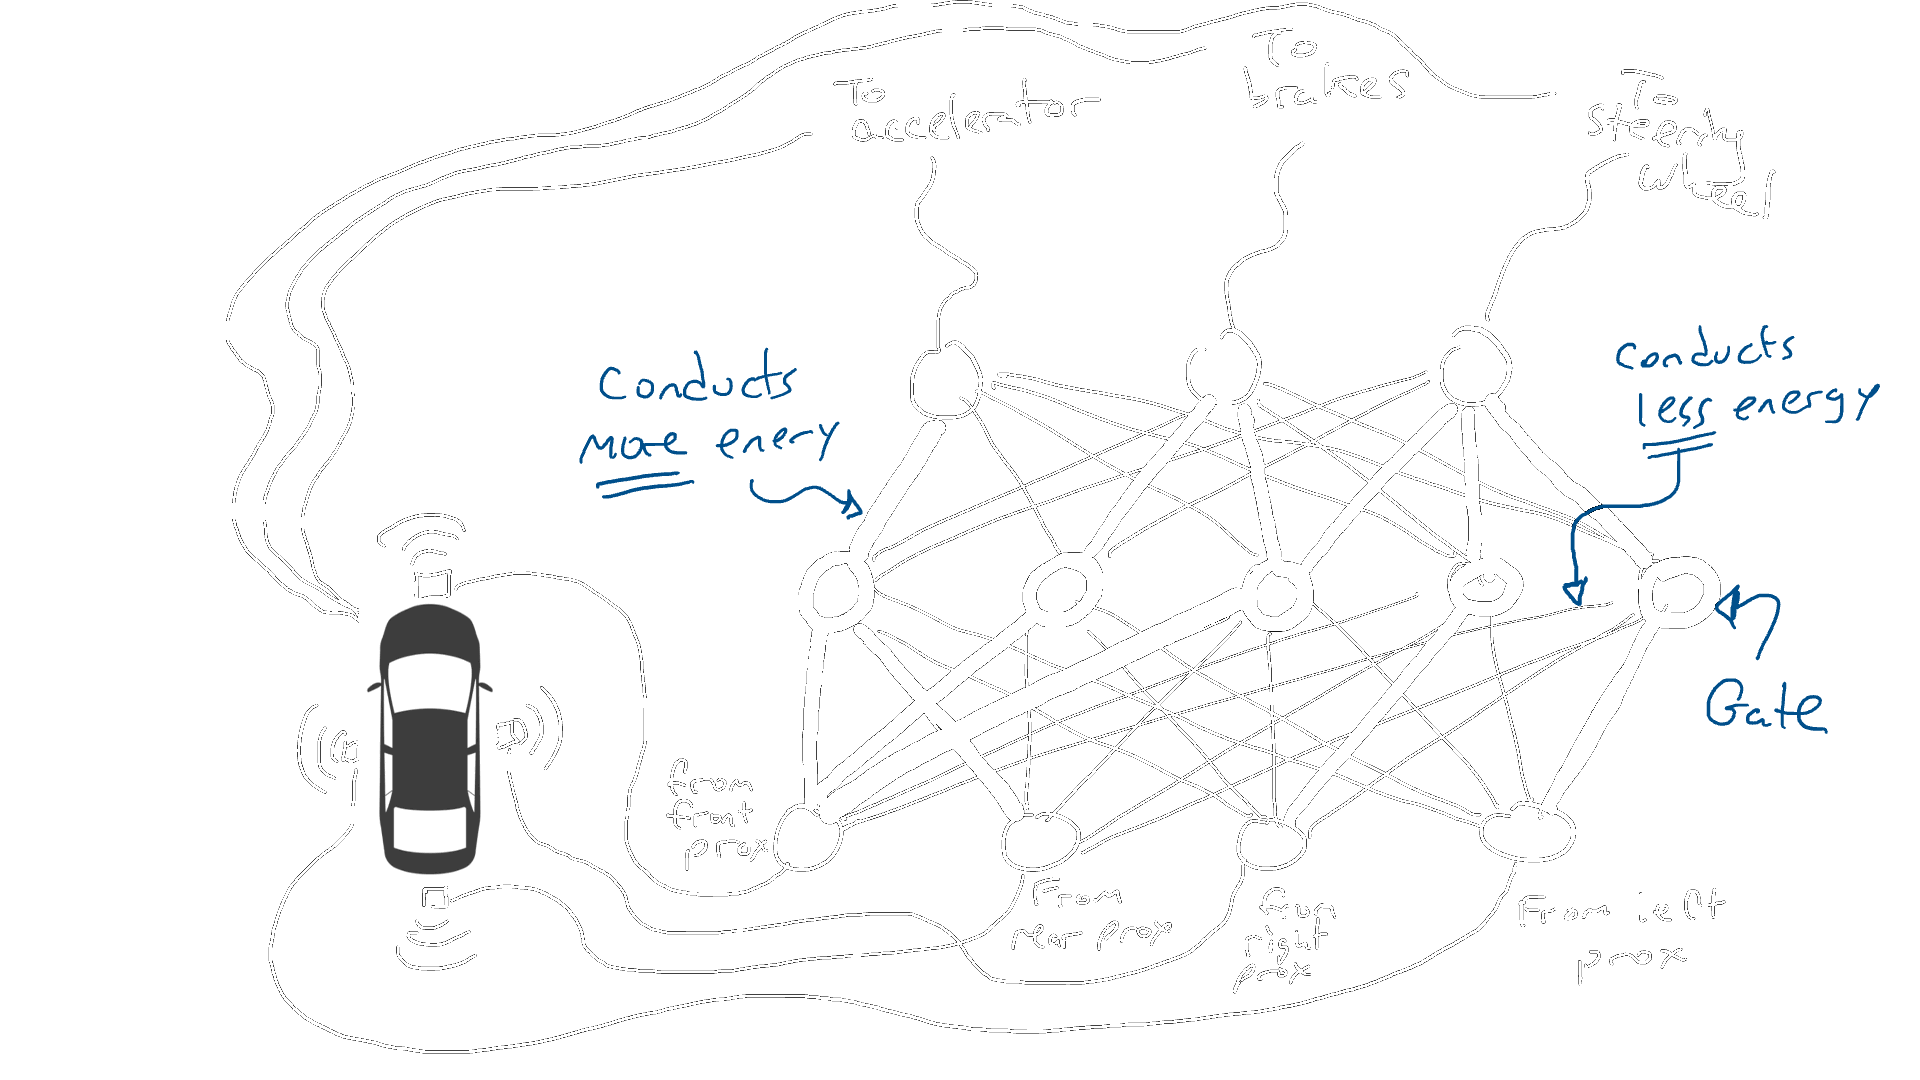 To
accelerator
To
brakes
To
steering
wheel
Conducts
more enery
conducts
less energy
Gate
from
front
prox
From
rear prox
from
right
prox
From left
prox